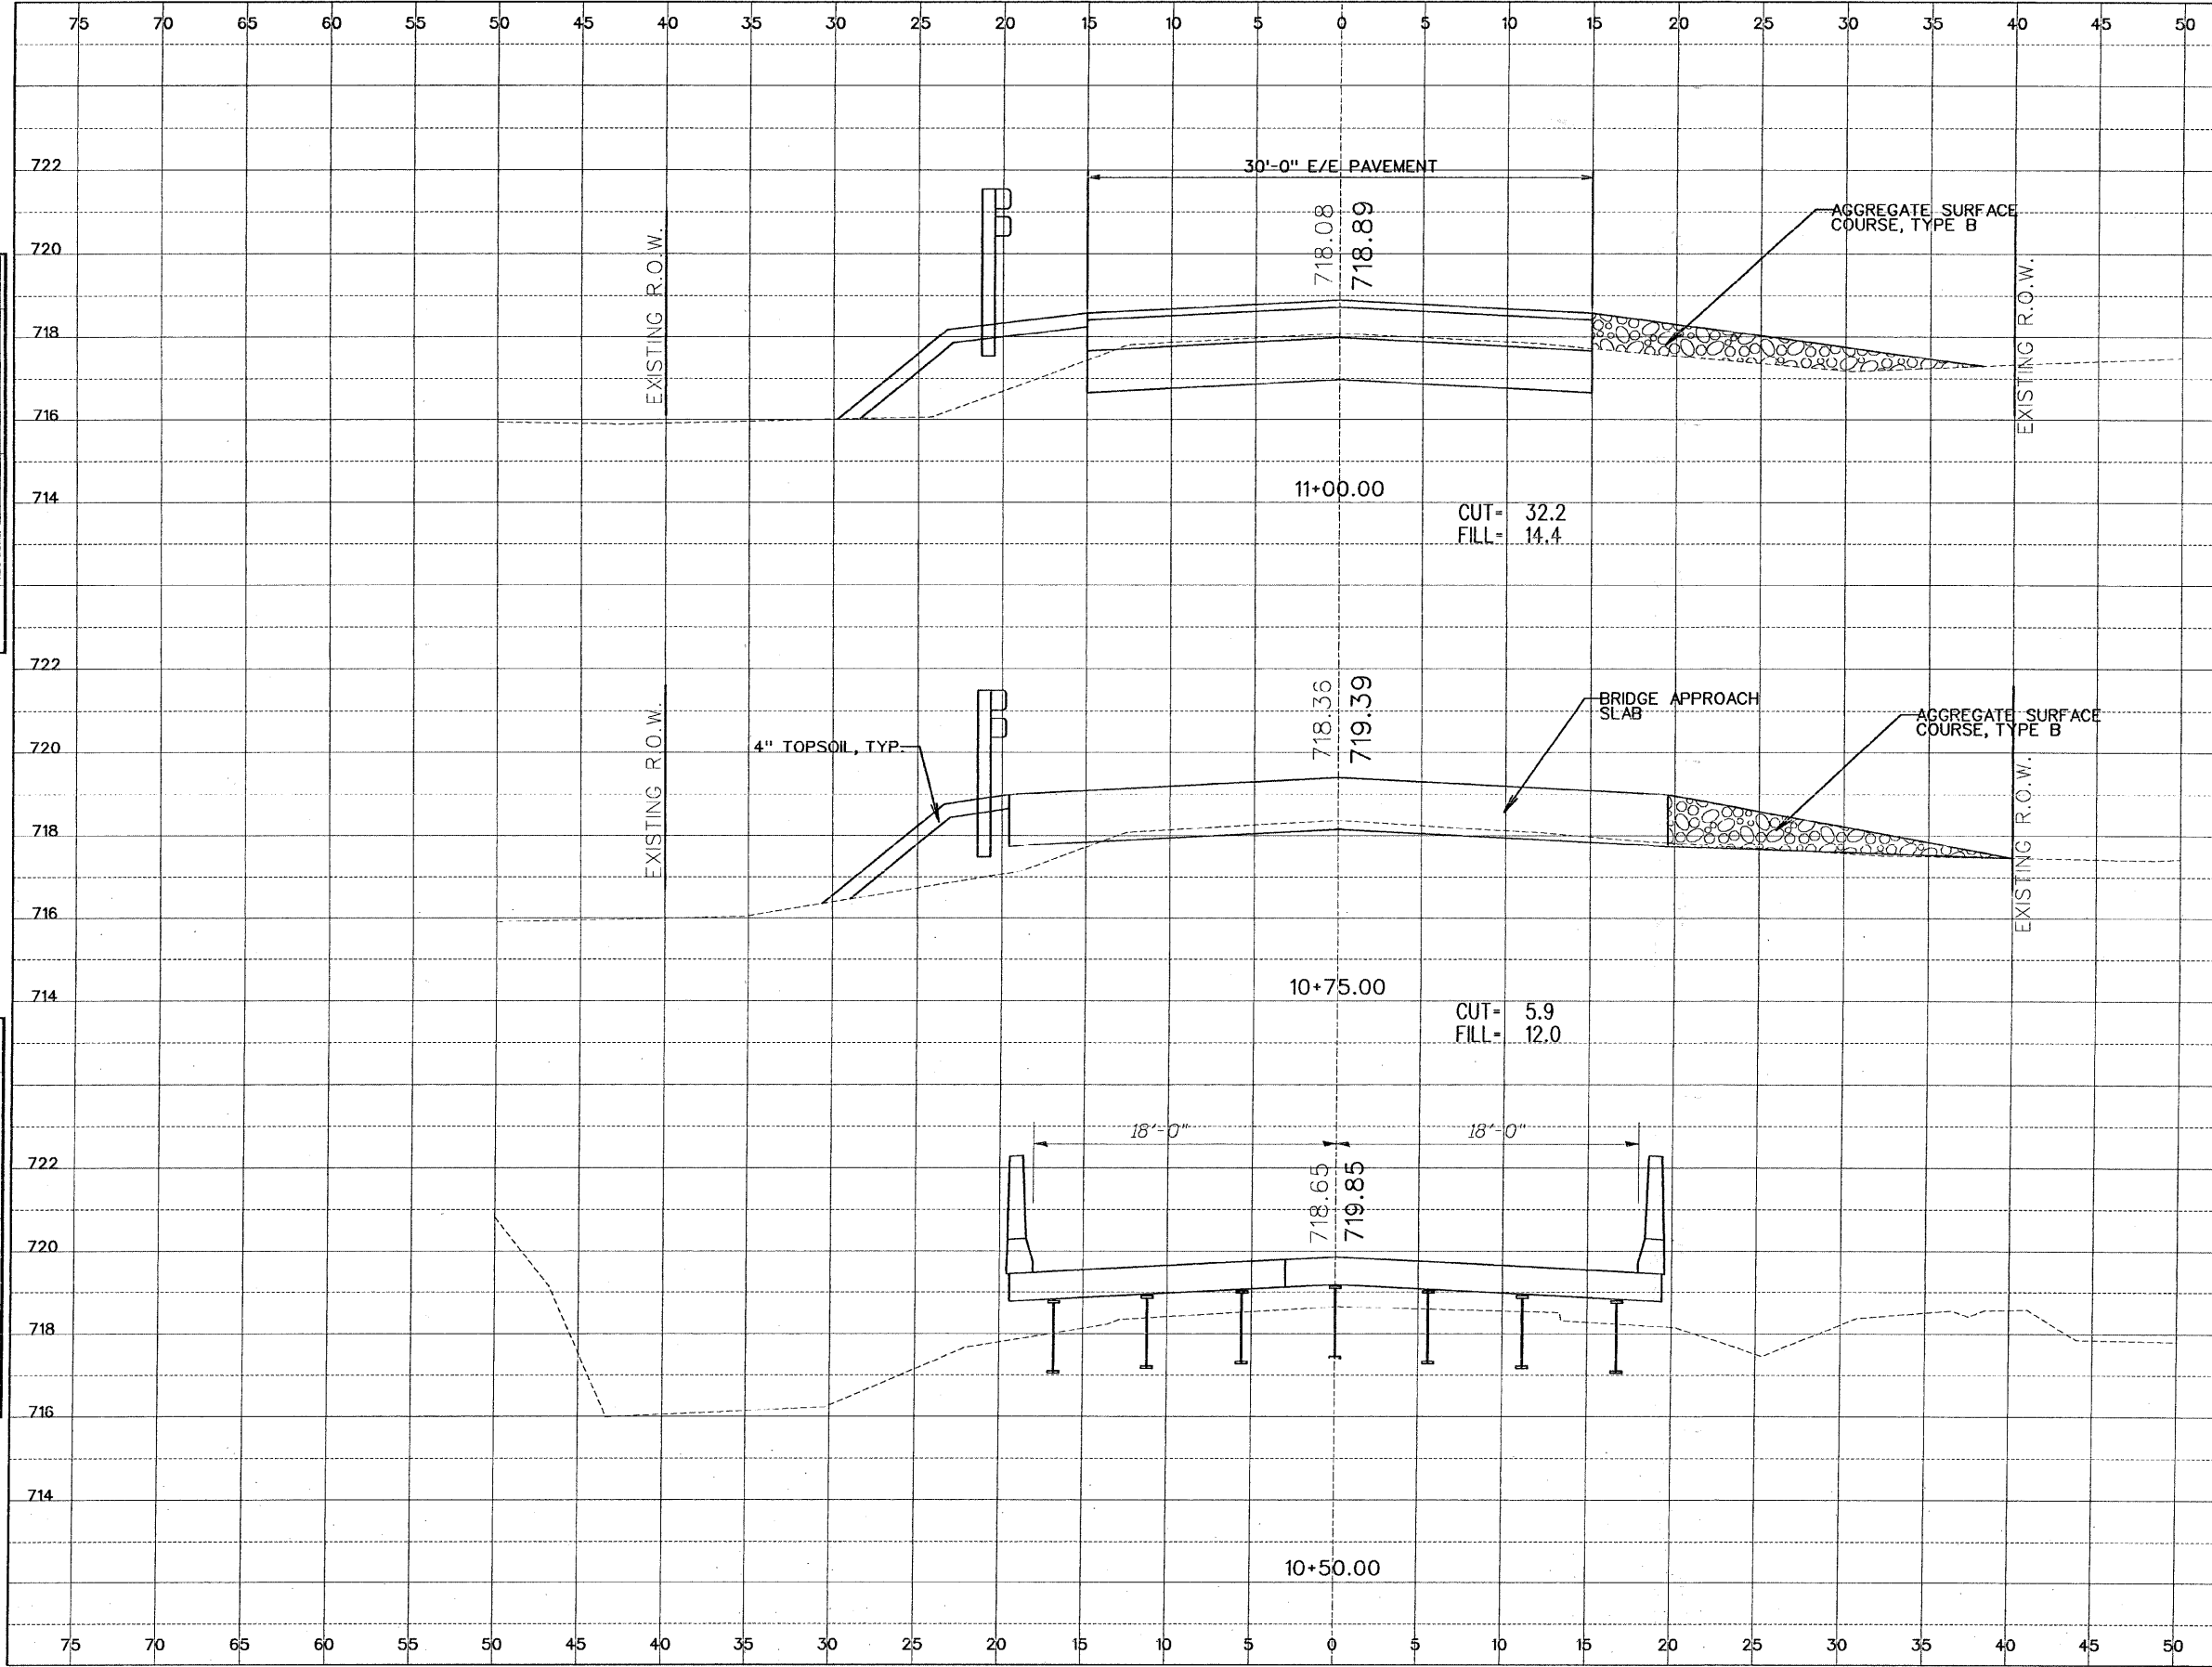 75 70 65 60 55 50 45 40 35 30 25 20 15 10 5 0 5 10 15 20 25 30 35 40 45 50
722
30'-0" E/E PAVEMENT
AGGREGATE SURFACE
COURSE, TYPE B
718.08
718.89
EXISTING R.O.W.
EXISTING R.O.W.
720
718
716
714
11+00.00
CUT= 32.2
FILL= 14.4
722
718.36
719.39
BRIDGE APPROACH
SLAB
AGGREGATE SURFACE
COURSE, TYPE B
4" TOPSOIL, TYP.
EXISTING R.O.W.
EXISTING R.O.W.
720
718
716
714
10+75.00
CUT= 5.9
FILL= 12.0
18'-0" 18'-0"
722
718.65
719.85
720
718
716
714
10+50.00
75 70 65 60 55 50 45 40 35 30 25 20 15 10 5 0 5 10 15 20 25 30 35 40 45 50